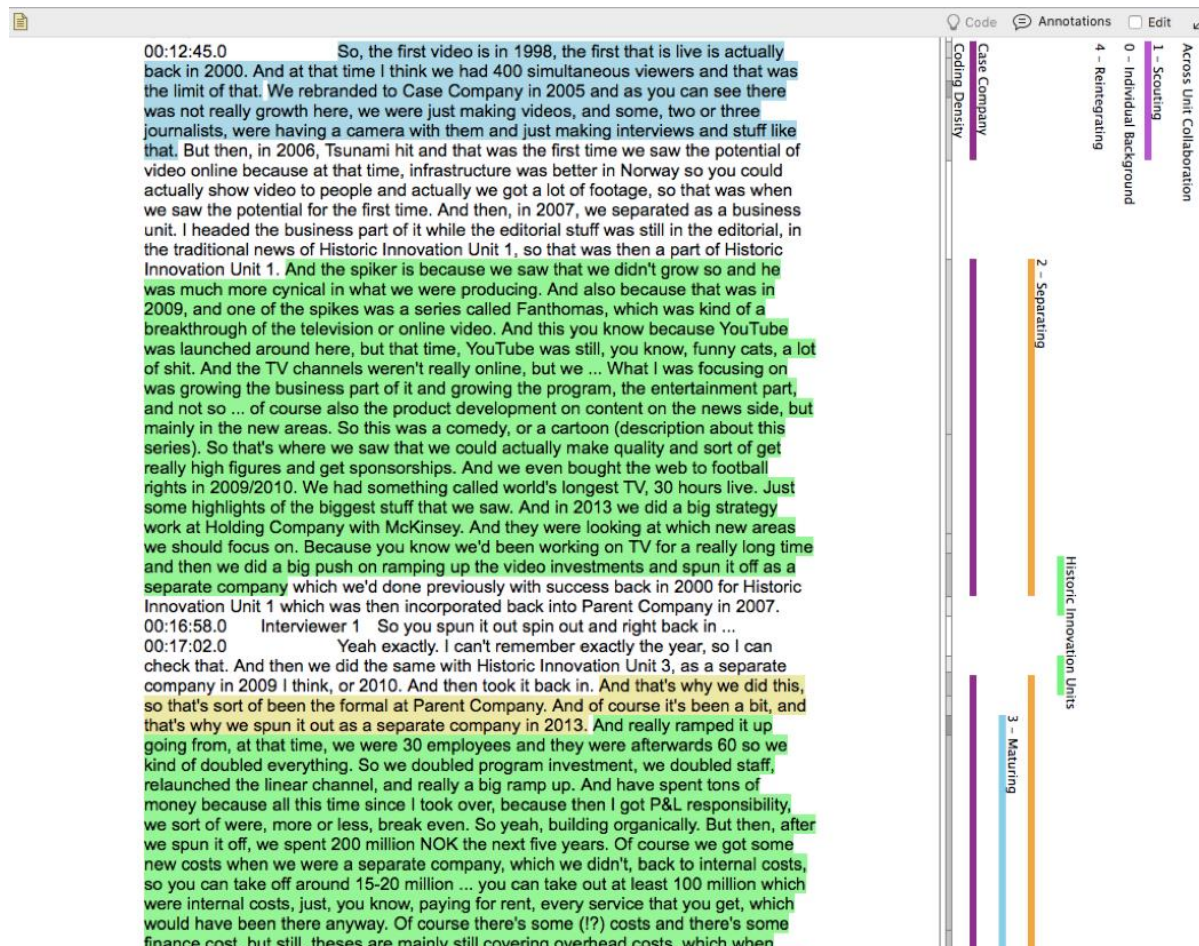 Code Annotations Edit
00:12:45.0 So, the first video is in 1998, the first that is live is actually
back in 2000. And at that time I think we had 400 simultaneous viewers and that was
the limit of that. We rebranded to Case Company in 2005 and as you can see there
was not really growth here, we were just making videos, and some, two or three
journalists, were having a camera with them and just making interviews and stuff like
that. But then, in 2006, Tsunami hit and that was the first time we saw the potential of
video online because at that time, infrastructure was better in Norway so you could
actually show video to people and actually we got a lot of footage, so that was when
we saw the potential for the first time. And then, in 2007, we separated as a business
unit. I headed the business part of it while the editorial stuff was still in the editorial, in
the traditional news of Historic Innovation Unit 1, so that was then a part of Historic
Innovation Unit 1. And the spiker is because we saw that we didn't grow so and he
was much more cynical in what we were producing. And also because that was in
2009, and one of the spikes was a series called Fanthomas, which was kind of a
breakthrough of the television or online video. And this you know because YouTube
was launched around here, but that time, YouTube was still, you know, funny cats, a lot
of shit. And the TV channels weren't really online, but we ... What I was focusing on
was growing the business part of it and growing the program, the entertainment part,
and not so ... of course also the product development on content on the news side, but
mainly in the new areas. So this was a comedy, or a cartoon (description about this
series). So that's where we saw that we could actually make quality and sort of get
really high figures and get sponsorships. And we even bought the web to football
rights in 2009/2010. We had something called world's longest TV, 30 hours live. Just
some highlights of the biggest stuff that we saw. And in 2013 we did a big strategy
work at Holding Company with McKinsey. And they were looking at which new areas
we should focus on. Because you know we'd been working on TV for a really long time
and then we did a big push on ramping up the video investments and spun it off as a
separate company which we'd done previously with success back in 2000 for Historic
Innovation Unit 1 which was then incorporated back into Parent Company in 2007.
00:16:58.0 Interviewer 1 So you spun it out spin out and right back in ...
00:17:02.0 Yeah exactly. I can't remember exactly the year, so I can
check that. And then we did the same with Historic Innovation Unit 3, as a separate
company in 2009 I think, or 2010. And then took it back in. And that's why we did this,
so that's sort of been the formal at Parent Company. And of course it's been a bit, and
that's why we spun it out as a separate company in 2013. And really ramped it up
going from, at that time, we were 30 employees and they were afterwards 60 so we
kind of doubled everything. So we doubled program investment, we doubled staff,
relaunched the linear channel, and really a big ramp up. And have spent tons of
money because all this time since I took over, because then I got P&L responsibility,
we sort of were, more or less, break even. So yeah, building organically. But then, after
we spun it off, we spent 200 million NOK the next five years. Of course we got some
new costs when we were a separate company, which we didn't, back to internal costs,
so you can take off around 15-20 million ... you can take out at least 100 million which
were internal costs, just, you know, paying for rent, every service that you get, which
would have been there anyway. Of course there's some (!?) costs and there's some
finance cost, but still, theses are mainly still covering overhead costs, which when
Coding Density
Case Company
4 – Reintegrating
0 – Individual Background
1 – Scouting
Across Unit Collaboration
2 – Separating
Historic Innovation Units
3 – Maturing